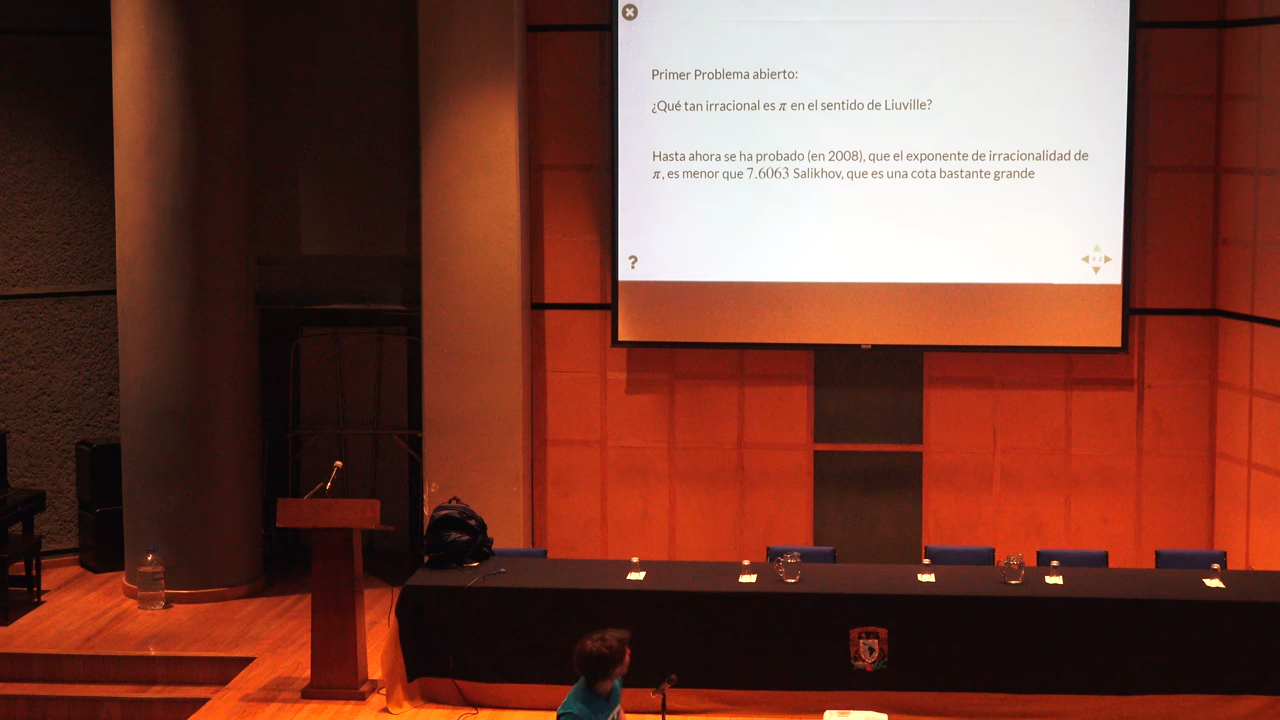 Primer Problema abierto:
¿Qué tan irracional es π en el sentido de Liuville?
Hasta ahora se ha probado (en 2008), que el exponente de irracionalidad de
π, es menor que 7.6063 Salikhov, que es una cota bastante grande
?